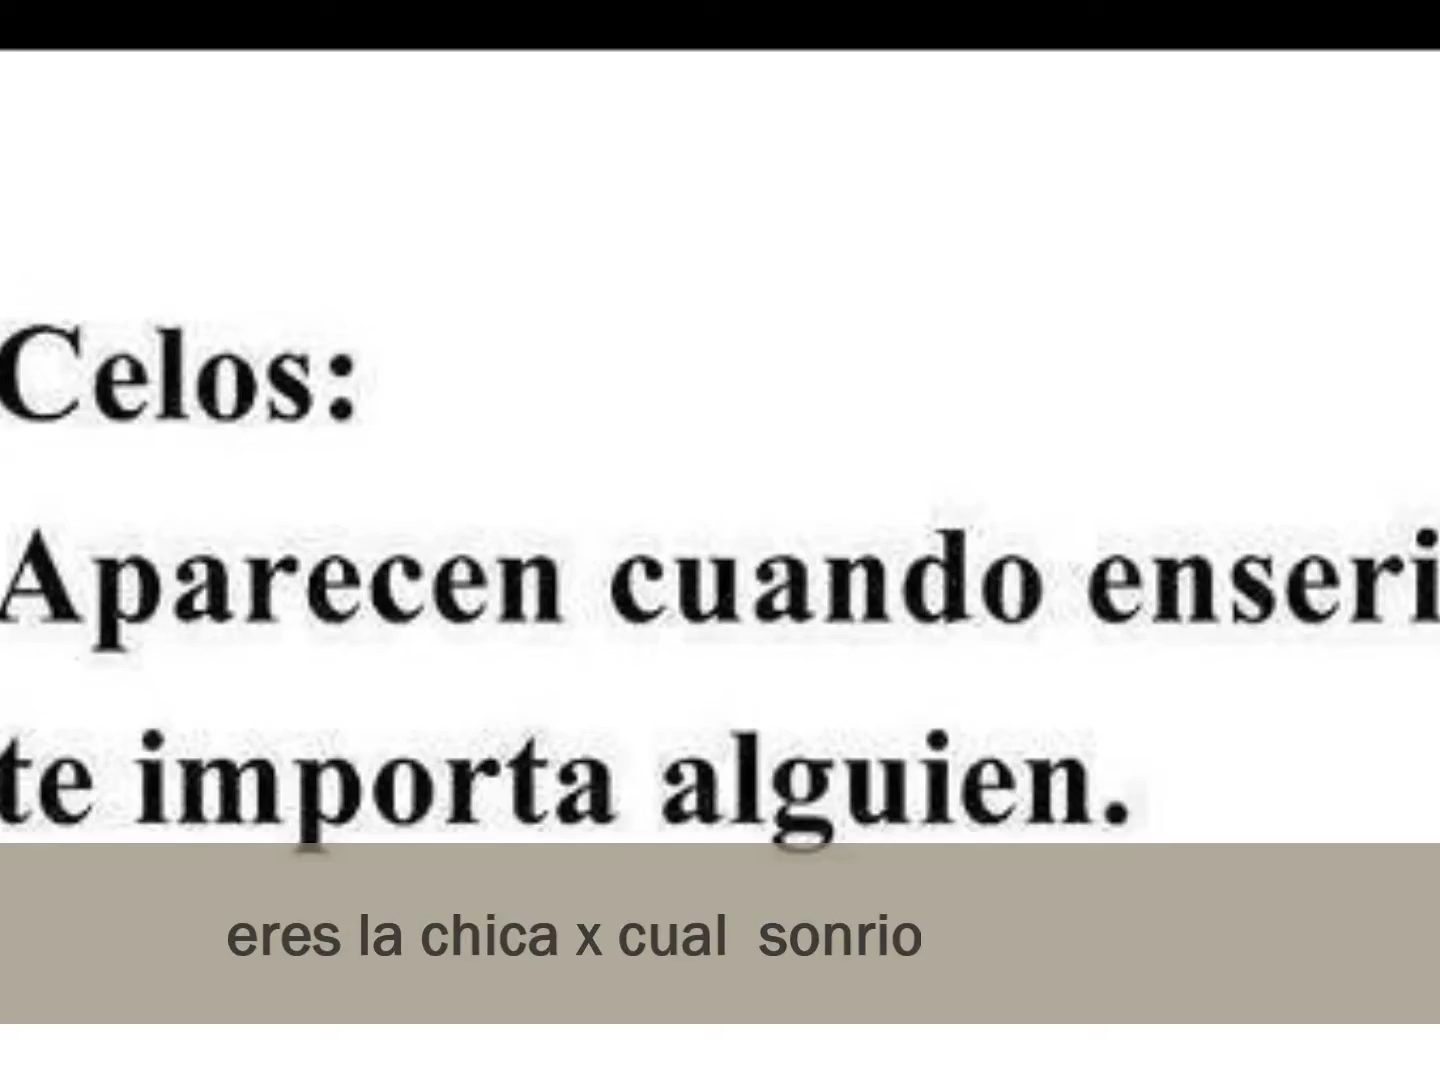 Celos:
Aparecen cuando enseri
te importa alguien.
eres la chica x cual sonrio